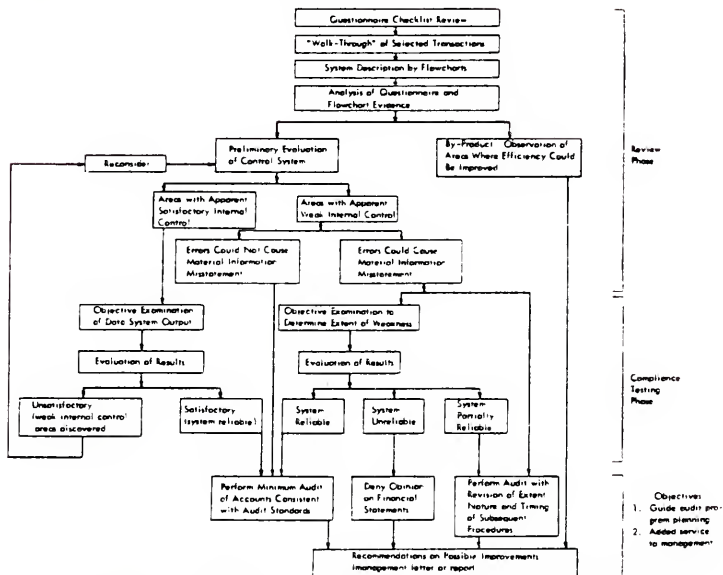 Questionnaire Checklist Review
"Walk-Through" of Selected Transactions
System Description by Flowcharts
Analysis of Questionnaire and
Flowchart Evidence
Reconsider
Preliminary Evaluation
of Control System
By-Product Observation of
Areas Where Efficiency Could
Be Improved
Review
Phase
Areas with Apparent
Satisfactory Internal
Control
Areas with Apparent
Weak Internal Control
Errors Could Not Cause
Material Information
Misstatement
Errors Could Cause
Material Information
Misstatement
Objective Examination
of Data System Output
Objective Examination to
Determine Extent of Weakness
Evaluation of Results
Evaluation of Results
Compliance
Testing
Phase
Unsatisfactory
(weak internal control
areas discovered
Satisfactory
(system reliable)
System
Reliable
System
Unreliable
System
Partially
Reliable
Perform Minimum Audit
of Accounts Consistent
with Audit Standards
Deny Opinion
on Financial
Statements
Perform Audit with
Revision of Extent
Nature and Timing
of Subsequent
Procedures
Objectives
1. Guide audit pro-
gram planning
2. Added service
to management
Recommendations on Possible Improvements
(management letter or report